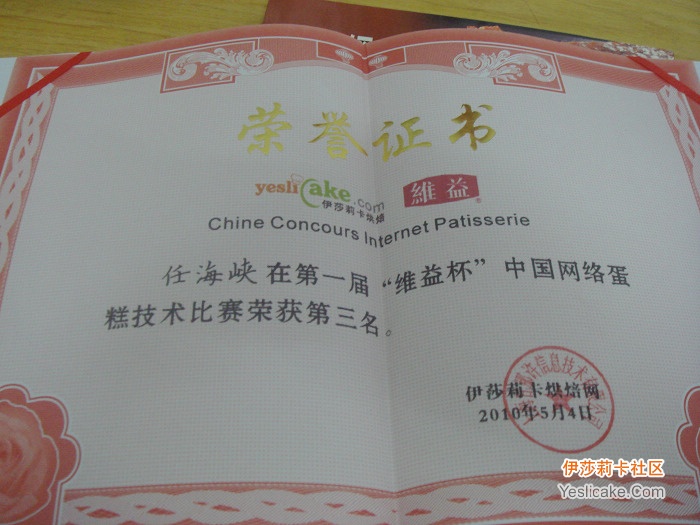 荣誉证书
yeslicake.com
伊莎莉卡烘焙
維益
Chine Concours Internet Patisserie
任海峡在第一届“维益杯”中国网络蛋
糕技术比赛荣获第三名。
伊莎莉卡烘焙网
2010年5月4日
伊莎莉卡社区
Yeslicake.Com